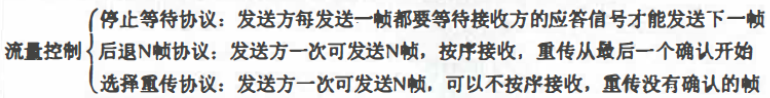 停止等待协议：发送方每发送一帧都要等待接收方的应答信号才能发送下一帧
流量控制 后退N帧协议：发送方一次可发送N帧，按序接收，重传从最后一个确认开始
选择重传协议：发送方一次可发送N帧，可以不按序接收，重传没有确认的帧